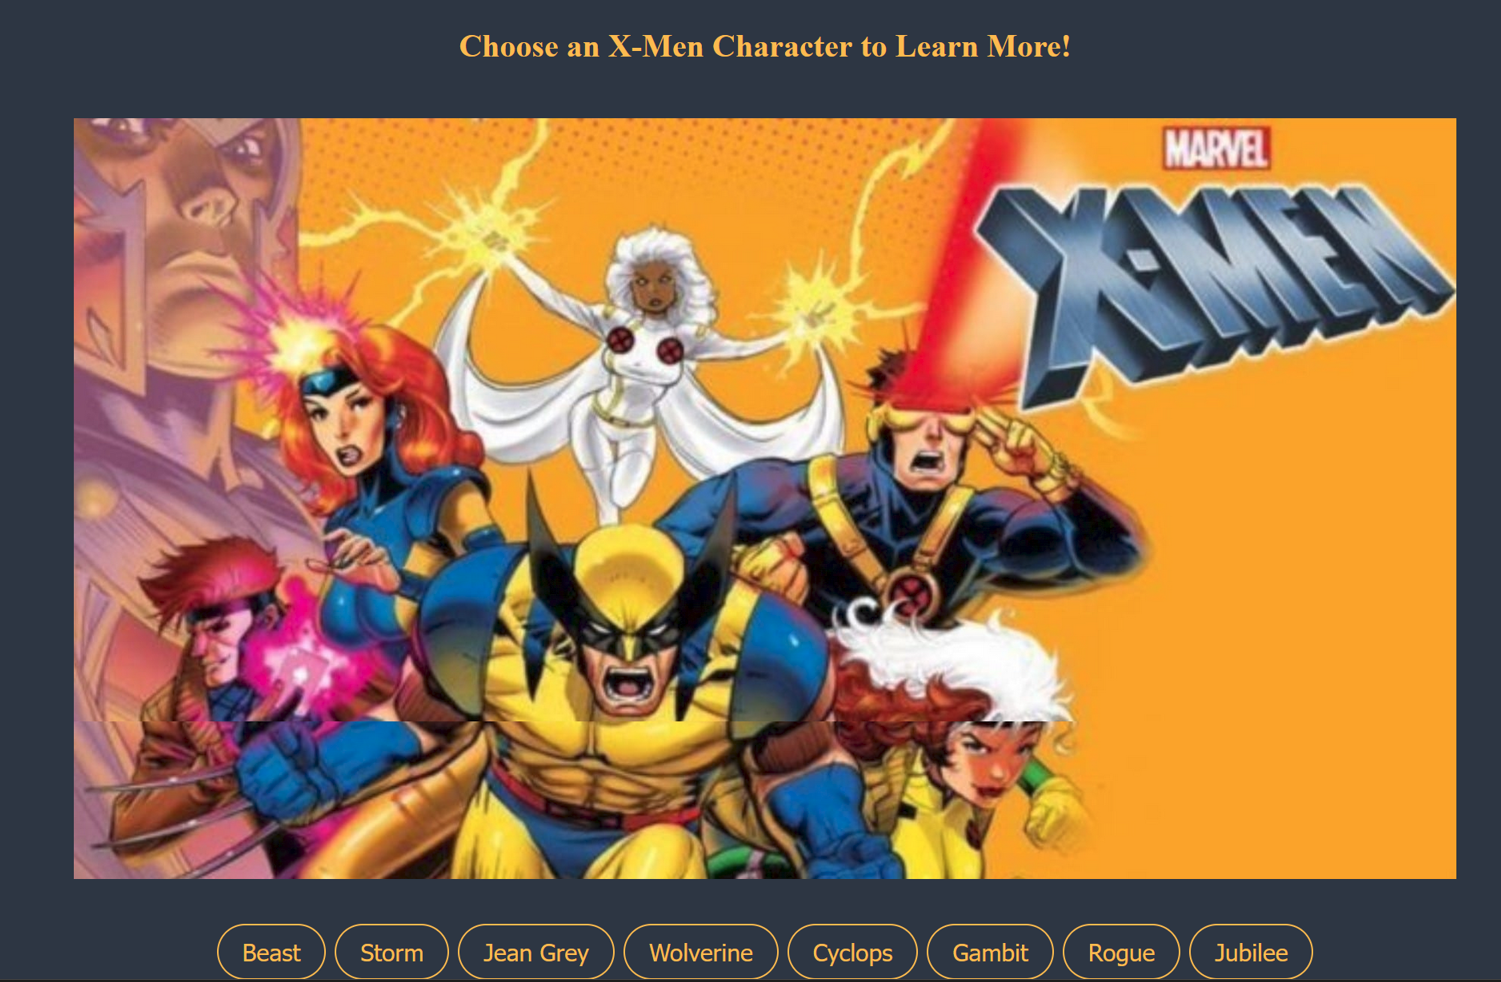 Choose an X-Men Character to Learn More!
MARVEL
X-MEN
Beast
Storm
Jean Grey
Wolverine
Cyclops
Gambit
Rogue
Jubilee